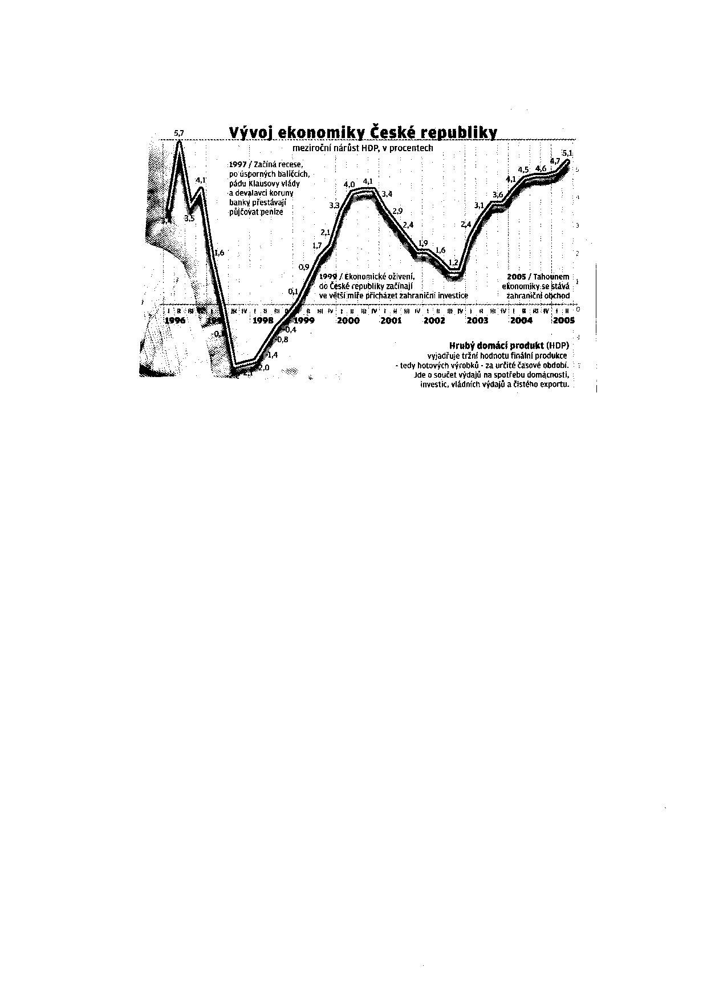 Vývoj ekonomiky České republiky
meziroční nárůst HDP, v procentech
5,7
4,1
3,5
1,6
1997 / Začíná recese,
po úsporných balíčcích,
pádu Klausovy vlády
a devalavci koruny
banky přestávají
půjčovat peníze
2,0
1,4
-0,8
-0,4
0,1
0,9
1,7
2,1
3,3
4,0
4,1
3,4
2,9
2,4
1,9
1,6
1,2
2,4
3,1
3,6
4,1
4,5
4,6
4,7
5,1
1999 / Ekonomické oživení,
do České republiky začínají
ve větší míře přicházet zahraniční investice
2005 / Tahounem
ekonomiky se stává
zahraniční obchod
5
4
3
2
1
0
1996 1998 1999 2000 2001 2002 2003 2004 2005
Hrubý domácí produkt (HDP)
vyjadřuje tržní hodnotu finální produkce
- tedy hotových výrobků - za určité časové období.
Jde o součet výdajů na spotřebu domácností,
investic, vládních výdajů a čistého exportu.